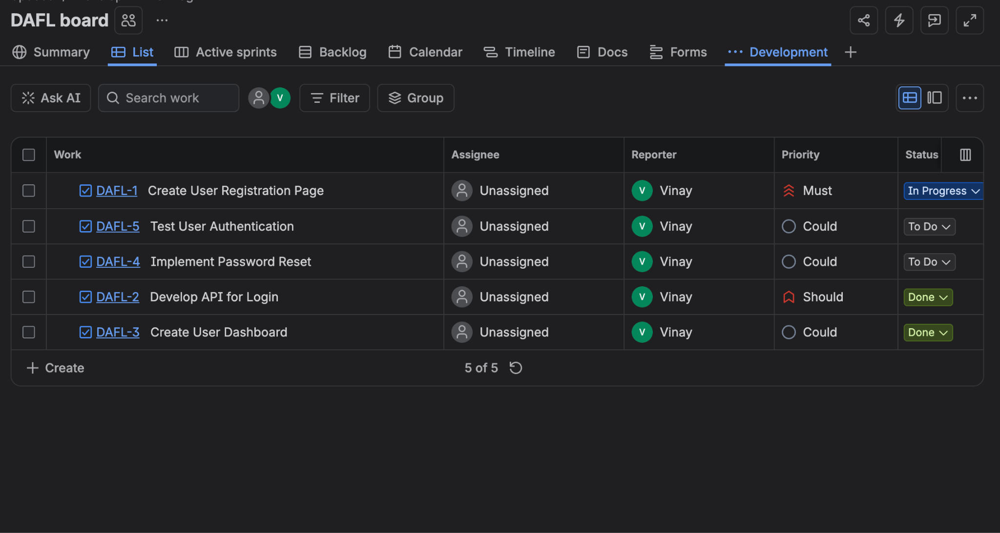 DAFL board
Summary List Active sprints Backlog Calendar Timeline Docs Forms Development
Ask AI Search work V Filter Group
Work Assignee Reporter Priority Status
DAFL-1 Create User Registration Page Unassigned V Vinay Must In Progress
DAFL-5 Test User Authentication Unassigned V Vinay Could To Do
DAFL-4 Implement Password Reset Unassigned V Vinay Could To Do
DAFL-2 Develop API for Login Unassigned V Vinay Should Done
DAFL-3 Create User Dashboard Unassigned V Vinay Could Done
Create 5 of 5